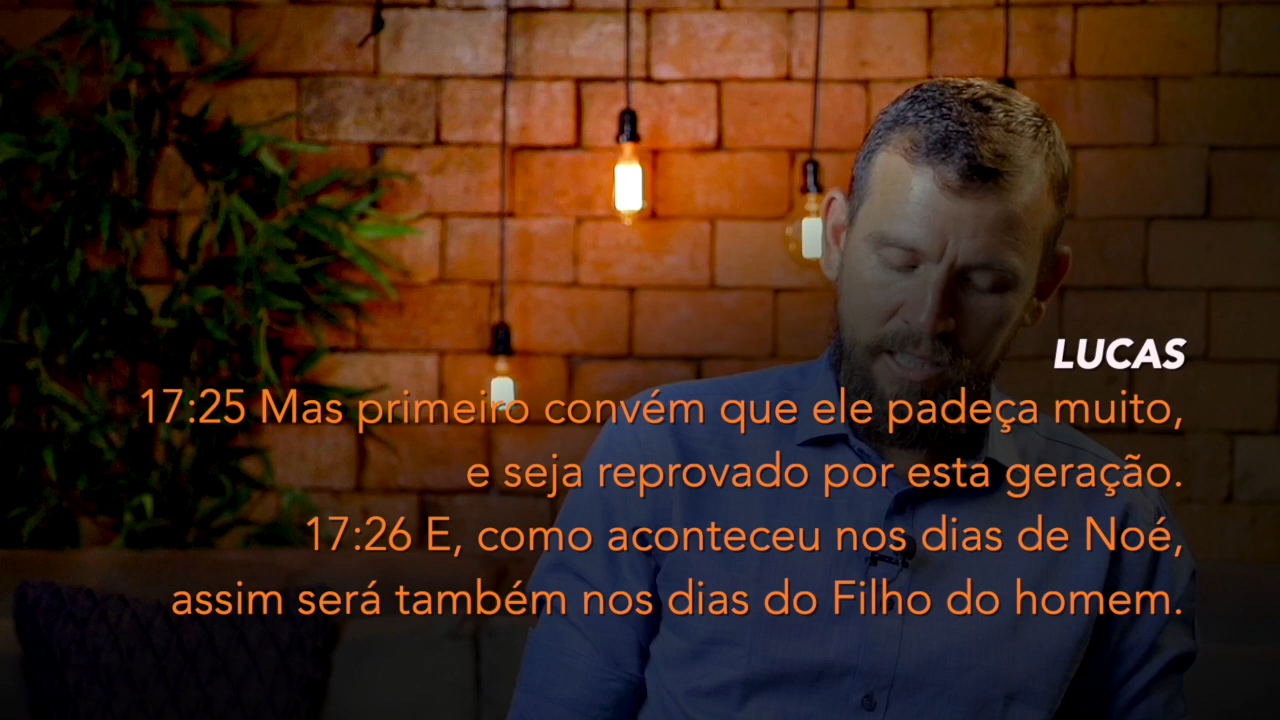 LUCAS
17:25 Mas primeiro convém que ele padeça muito,
e seja reprovado por esta geração.
17:26 E, como aconteceu nos dias de Noé,
assim será também nos dias do Filho do homem.